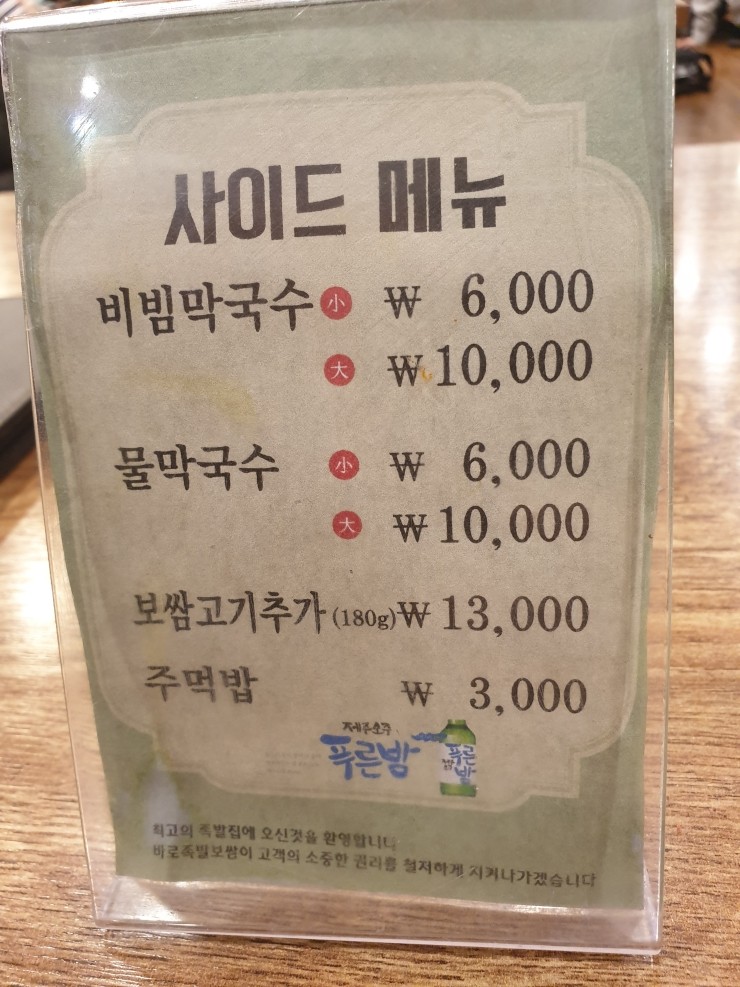 사이드 메뉴
비빔막국수 小 ₩ 6,000
大 ₩ 10,000
물막국수 小 ₩ 6,000
大 ₩ 10,000
보쌈고기추가 (180g) ₩ 13,000
주먹밥 ₩ 3,000
제주소주
푸른밤
푸른
밤
최고의 족발집에 오신것을 환영합니다
바로족발보쌈이 고객의 소중한 권리를 철저하게 지켜나가겠습니다